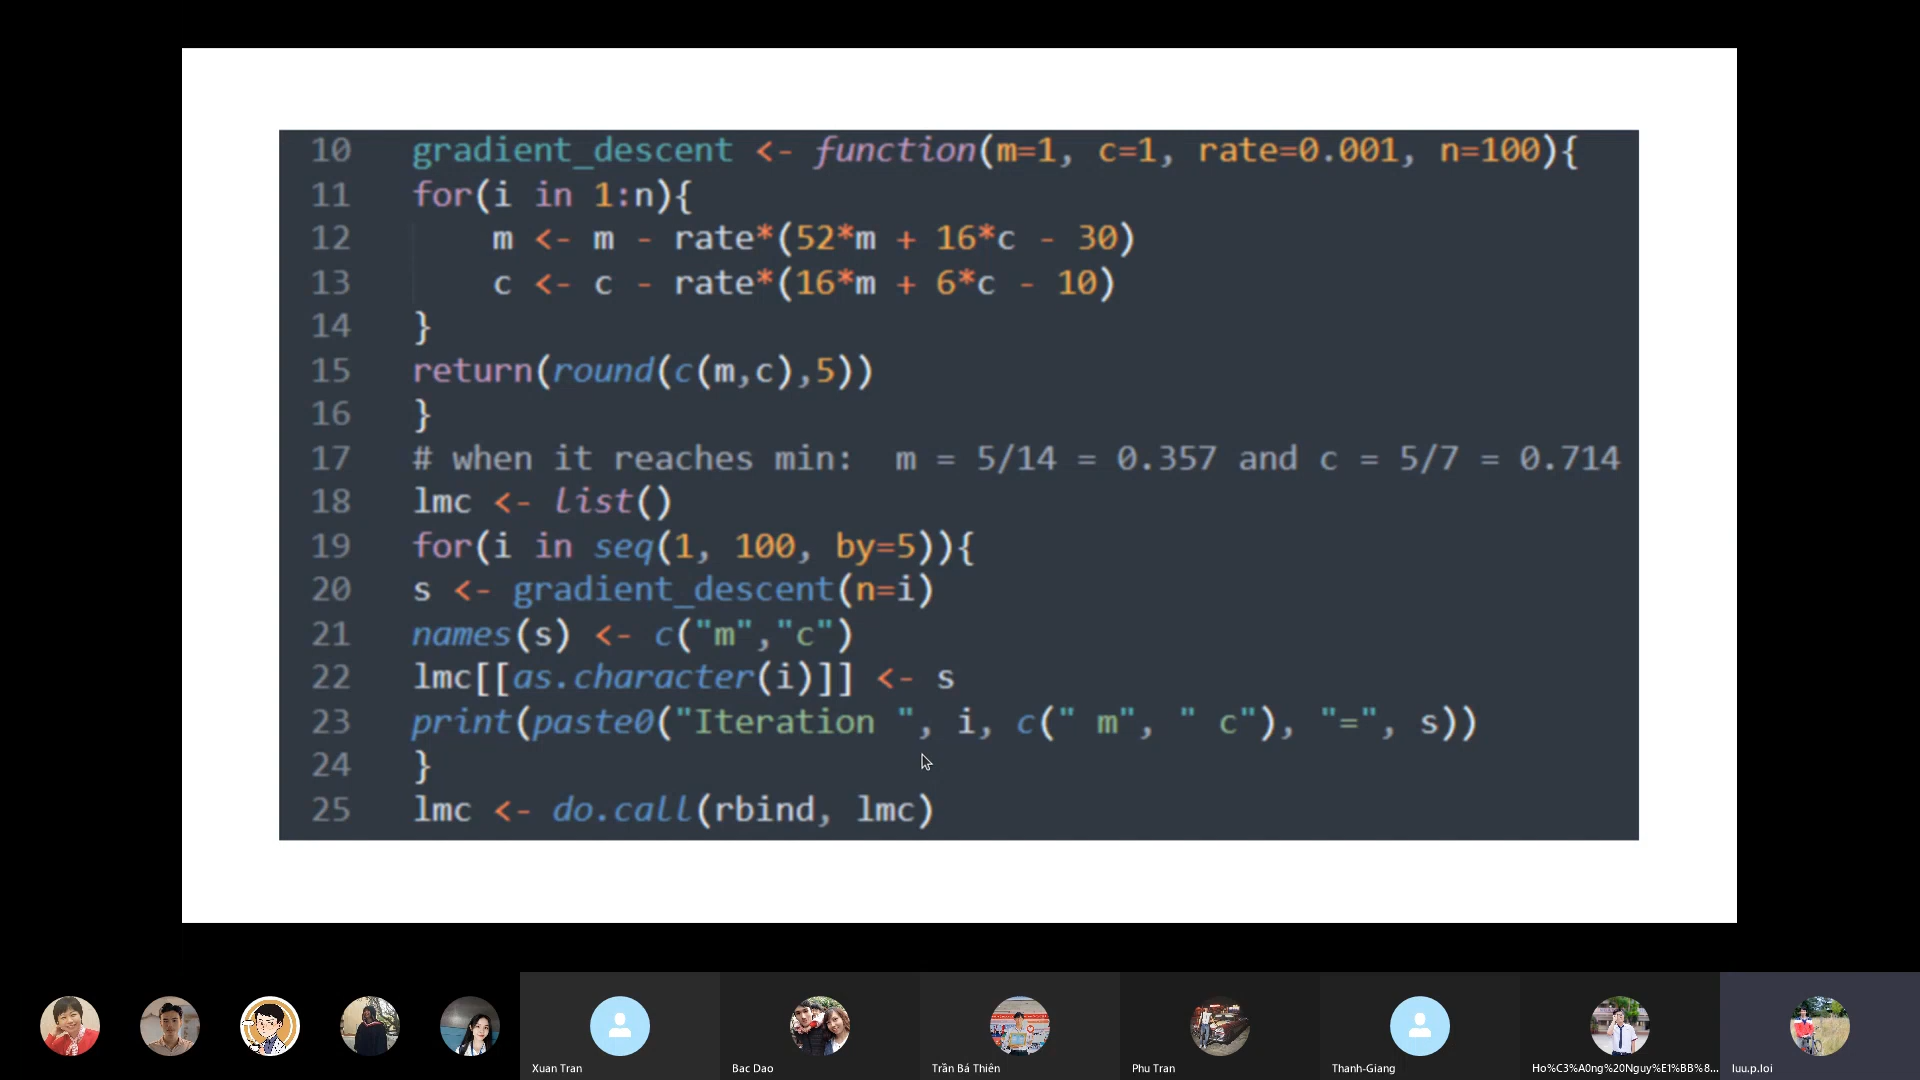 10 gradient_descent <- function(m=1, c=1, rate=0.001, n=100){
11 for(i in 1:n){
12 m <- m - rate*(52*m + 16*c - 30)
13 c <- c - rate*(16*m + 6*c - 10)
14 }
15 return(round(c(m,c),5))
16 }
17 # when it reaches min: m = 5/14 = 0.357 and c = 5/7 = 0.714
18 lmc <- list()
19 for(i in seq(1, 100, by=5)){
20 s <- gradient_descent(n=i)
21 names(s) <- c("m","c")
22 lmc[[as.character(i)]] <- s
23 print(paste0("Iteration ", i, c(" m", " c"), "=", s))
24 }
25 lmc <- do.call(rbind, lmc)
Xuan Tran
Bac Dao
Trần Bá Thiên
Phu Tran
Thanh-Giang
Ho%C3%A0ng%20Nguy%E1%BB%8...
luu.p.loi